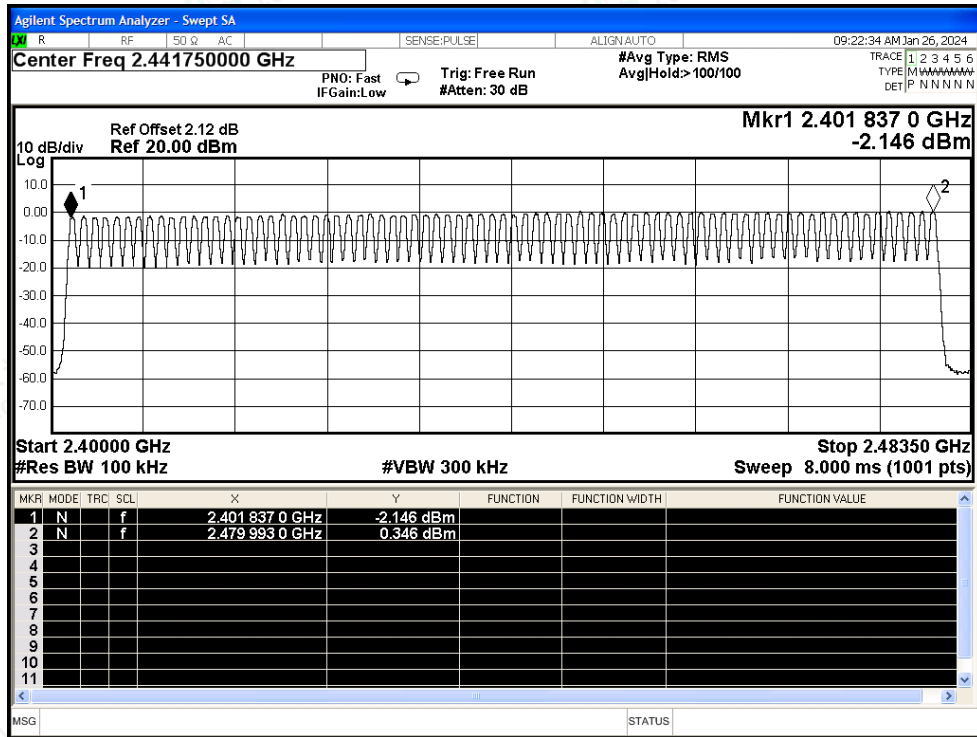 Agilent Spectrum Analyzer - Swept SA
LXI R RF 50 Ω AC SENSE:PULSE ALIGN AUTO 09:22:34 AM Jan 26, 2024
Center Freq 2.441750000 GHz
PNO: Fast
IFGain:Low
Trig: Free Run
#Atten: 30 dB
#Avg Type: RMS
Avg|Hold:>100/100
TRACE 1 2 3 4 5 6
TYPE M
DET P N N N N N
Ref Offset 2.12 dB
10 dB/div Ref 20.00 dBm
Log
Mkr1 2.401 837 0 GHz
-2.146 dBm
10.0
0.00
-10.0
-20.0
-30.0
-40.0
-50.0
-60.0
-70.0
1
2
Start 2.40000 GHz Stop 2.48350 GHz
#Res BW 100 kHz #VBW 300 kHz Sweep 8.000 ms (1001 pts)
MKR MODE TRC SCL X Y FUNCTION FUNCTION WIDTH FUNCTION VALUE
1 N f 2.401 837 0 GHz -2.146 dBm
2 N f 2.479 993 0 GHz 0.346 dBm
3
4
5
6
7
8
9
10
11
MSG STATUS